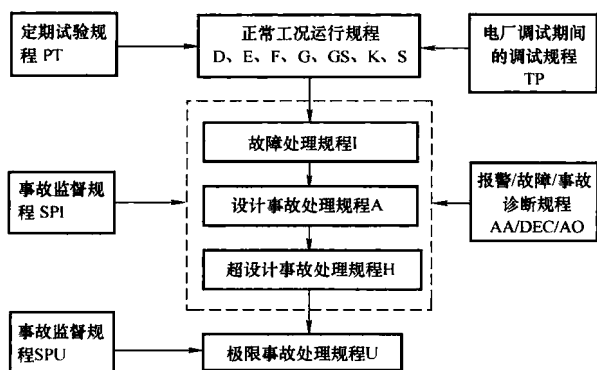 定期试验规
程 PT
正常工况运行规程
D、E、F、G、GS、K、S
电厂调试期间
的调试规程
TP
故障处理规程I
事故监督规
程 SPI
设计事故处理规程A
报警/故障/事故
诊断规程
AA/DEC/AO
超设计事故处理规程H
事故监督规
程SPU
极限事故处理规程U